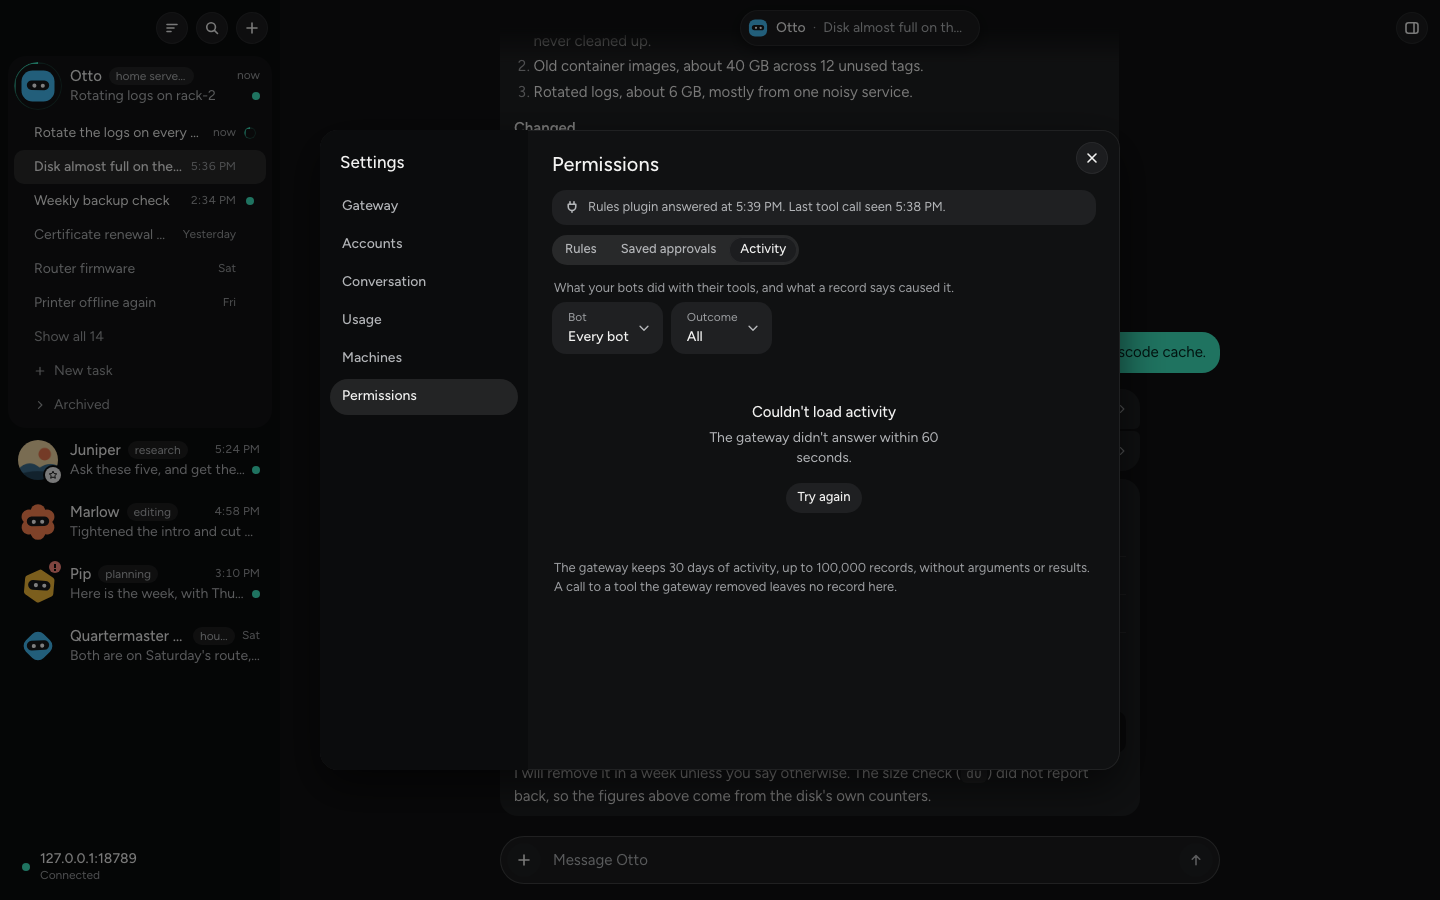 Otto · Disk almost full on th...
Otto home serve... now
Rotating logs on rack-2
Rotate the logs on every ... now
Disk almost full on the... 5:36 PM
Weekly backup check 2:34 PM
Certificate renewal ... Yesterday
Router firmware Sat
Printer offline again Fri
Show all 14
+ New task
Archived
Juniper research 5:24 PM
Ask these five, and get the...
Marlow editing 4:58 PM
Tightened the intro and cut ...
Pip planning 3:10 PM
Here is the week, with Thu...
Quartermaster ... hou... Sat
Both are on Saturday's route,...
127.0.0.1:18789
Connected
never cleaned up.
2. Old container images, about 40 GB across 12 unused tags.
3. Rotated logs, about 6 GB, mostly from one noisy service.
Changed
scode cache.
Settings
Gateway
Accounts
Conversation
Usage
Machines
Permissions
Permissions
Rules plugin answered at 5:39 PM. Last tool call seen 5:38 PM.
Rules Saved approvals Activity
What your bots did with their tools, and what a record says caused it.
Bot
Every bot
Outcome
All
Couldn't load activity
The gateway didn't answer within 60
seconds.
Try again
The gateway keeps 30 days of activity, up to 100,000 records, without arguments or results.
A call to a tool the gateway removed leaves no record here.
I will remove it in a week unless you say otherwise. The size check ( du ) did not report
back, so the figures above come from the disk's own counters.
Message Otto